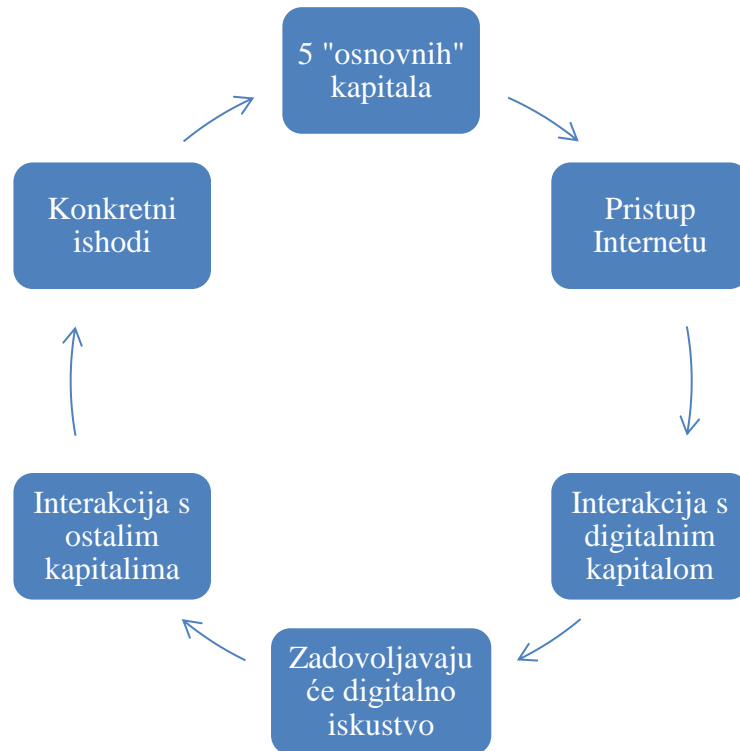 5 "osnovnih"
kapitala
Pristup
Internetu
Interakcija s
digitalnim
kapitalom
Zadovoljavaju
će digitalno
iskustvo
Interakcija s
ostalim
kapitalima
Konkretni
ishodi